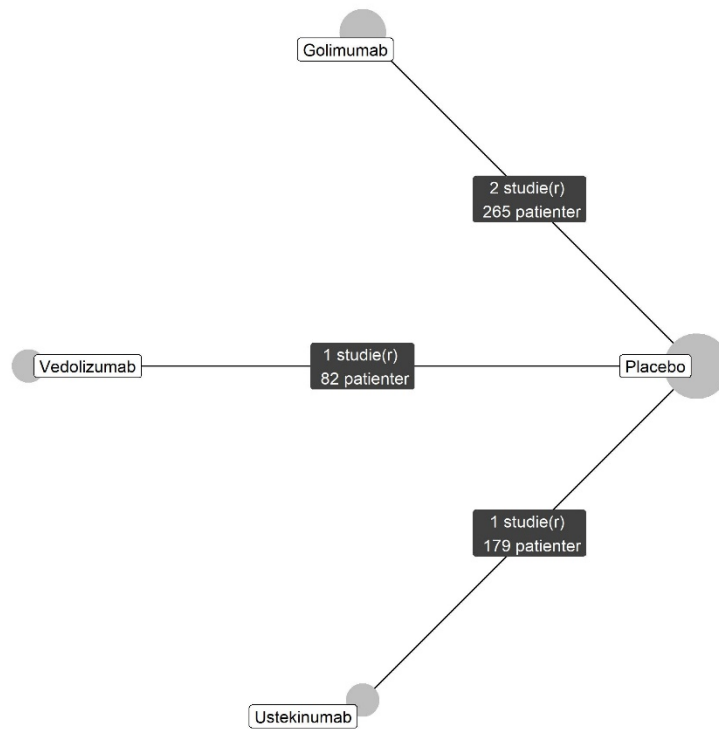 Golimumab
2 studie(r)
265 patienter
Vedolizumab
1 studie(r)
82 patienter
Placebo
1 studie(r)
179 patienter
Ustekinumab